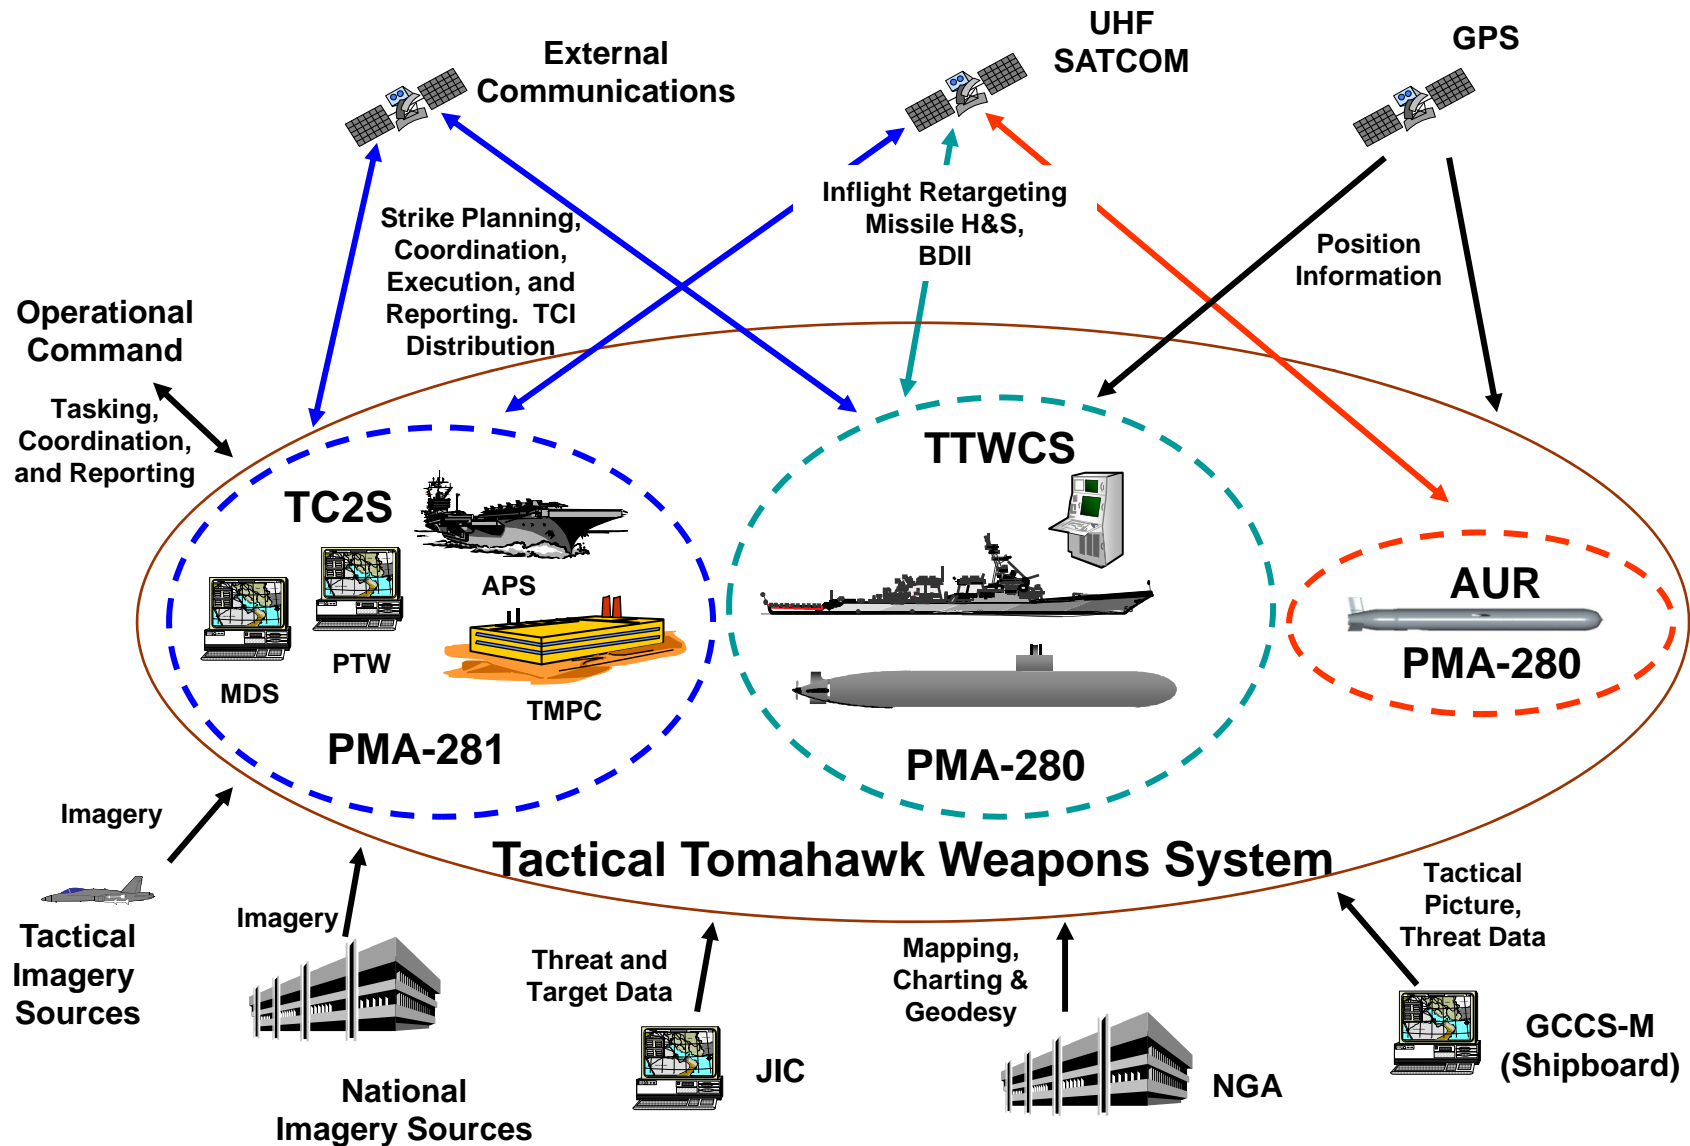 External
Communications
UHF
SATCOM
GPS
Strike Planning,
Coordination,
Execution, and
Reporting.  TCI
Distribution
Inflight Retargeting
Missile H&S,
BDII
Position
Information
Operational
Command
Tasking,
Coordination,
and Reporting
TC2S
APS
PTW
MDS
TMPC
PMA-281
TTWCS
PMA-280
AUR
PMA-280
Tactical Tomahawk Weapons System
Imagery
Tactical
Imagery
Sources
Imagery
National
Imagery Sources
Threat and
Target Data
JIC
Mapping,
Charting &
Geodesy
NGA
Tactical
Picture,
Threat Data
GCCS-M
(Shipboard)